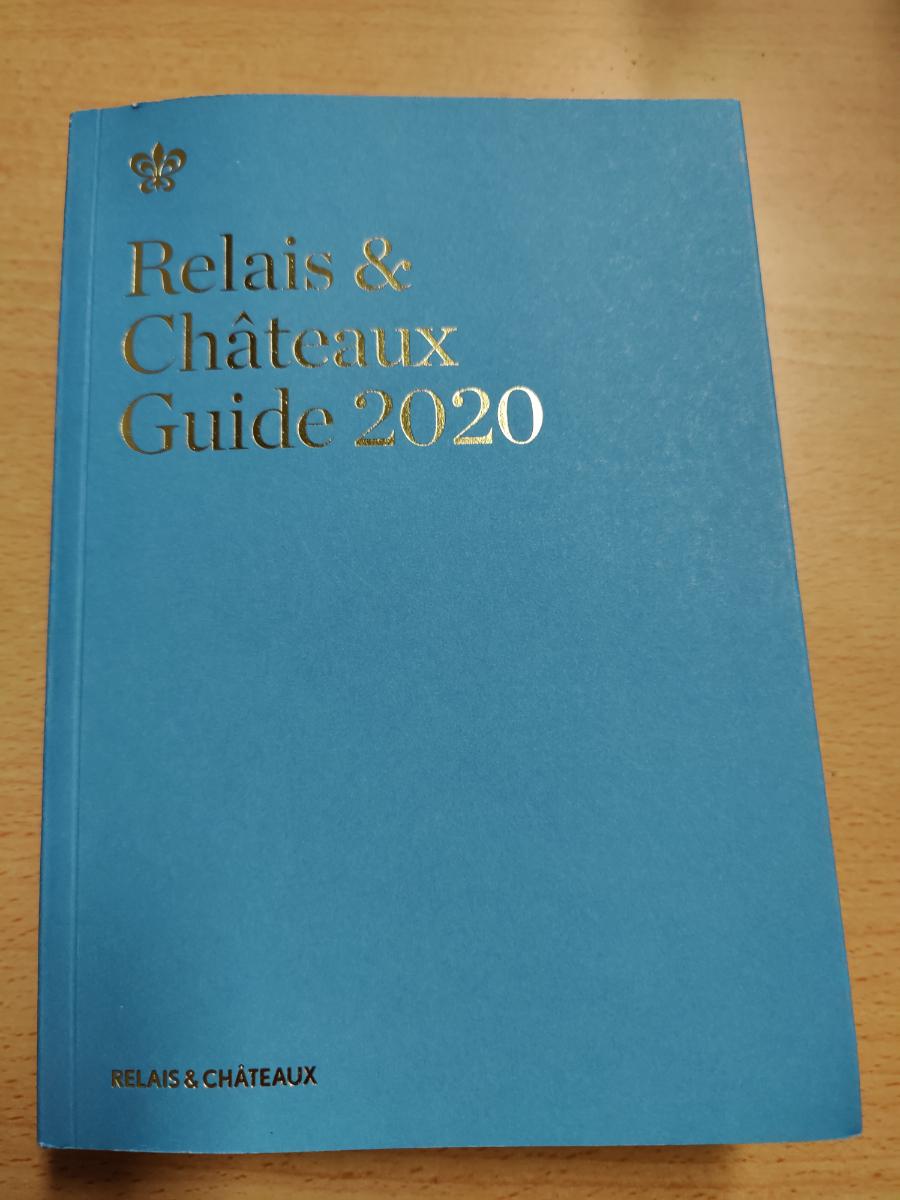 Relais &
Châteaux
Guide 2020
RELAIS & CHÂTEAUX